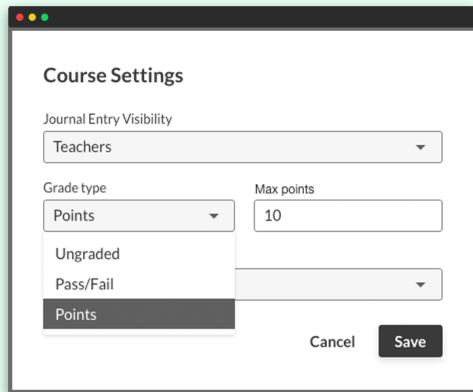 Course Settings
Journal Entry Visibility
Teachers
Grade type
Max points
Points
10
Ungraded
Pass/Fail
Points
Cancel
Save